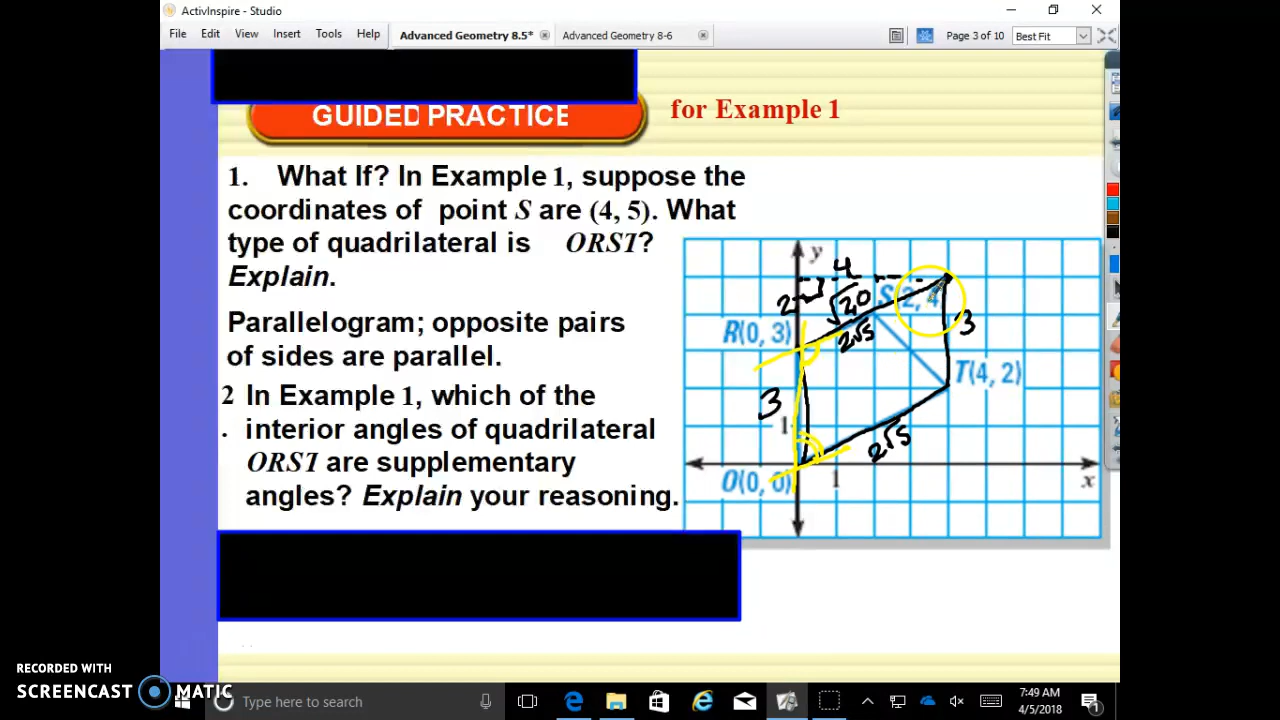 ActivInspire - Studio
File Edit View Insert Tools Help
Advanced Geometry 8.5* Advanced Geometry 8-6
Page 3 of 10 Best Fit
GUIDED PRACTICE
for Example 1
1. What If? In Example 1, suppose the
coordinates of point S are (4, 5). What
type of quadrilateral is ORST?
Explain.
Parallelogram; opposite pairs
of sides are parallel.
2 In Example 1, which of the
. interior angles of quadrilateral
ORST are supplementary
angles? Explain your reasoning.
y
4
2
√20
S(2, 4
R(0, 3)
2√5
3
T(4, 2)
3
1
2√5
O(0, 0)
1
x
RECORDED WITH
SCREENCAST MATIC
Type here to search
7:49 AM
4/5/2018
1